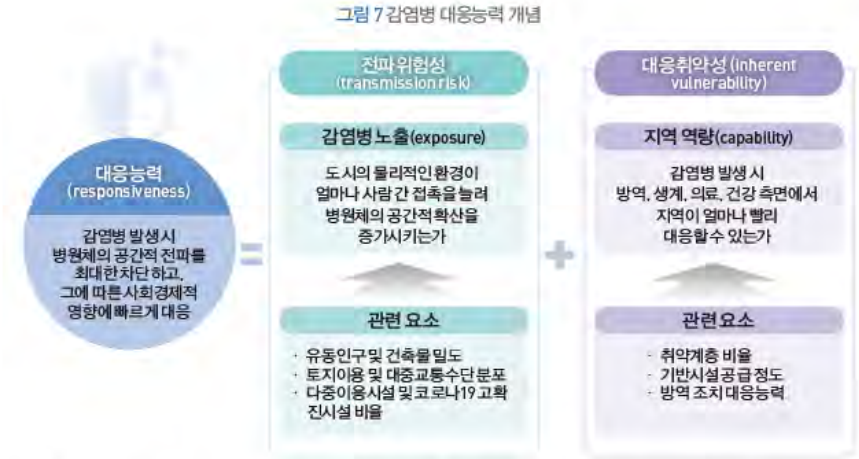 그림 7 감염병 대응능력 개념
대응능력
(responsiveness)
감염병 발생 시
병원체의 공간적 전파를
최대한 차단하고,
그에 따른 사회경제적
영향에 빠르게 대응
=
전파위험성
(transmission risk)
감염병 노출(exposure)
도시의 물리적인 환경이
얼마나 사람 간 접촉을 늘려
병원체의 공간적 확산을
증가시키는가
관련 요소
· 유동인구 및 건축물 밀도
· 토지이용 및 대중교통수단 분포
· 다중이용시설 및 코로나19 고확
진시설 비율
+
대응취약성(inherent
vulnerability)
지역 역량(capability)
감염병 발생 시
방역, 생계, 의료, 건강 측면에서
지역이 얼마나 빨리
대응할 수 있는가
관련 요소
· 취약계층 비율
· 기반시설 공급 정도
· 방역 조치 대응능력